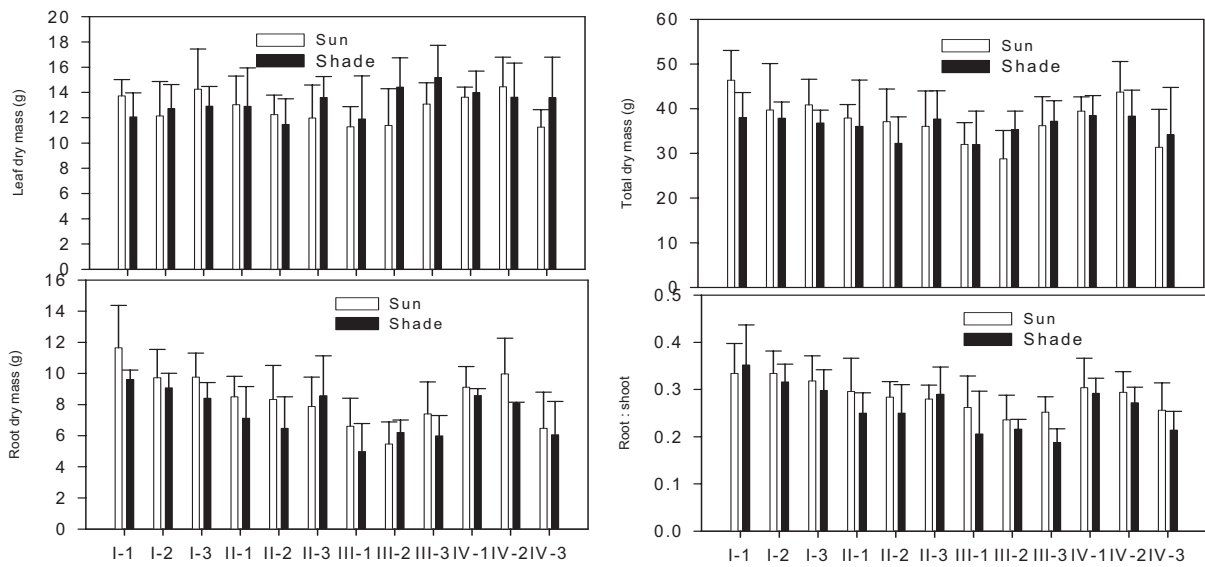 Leaf dry mass (g)
20
18
16
14
12
10
8
6
4
2
0
Sun
Shade
Total dry mass (g)
60
50
40
30
20
10
0
Sun
Shade
Root dry mass (g)
16
14
12
10
8
6
4
2
0
Sun
Shade
I-1 I-2 I-3 II-1 II-2 II-3 III-1 III-2 III-3 IV-1 IV-2 IV-3
Root : shoot
0.5
0.4
0.3
0.2
0.1
0.0
Sun
Shade
I-1 I-2 I-3 II-1 II-2 II-3 III-1 III-2 III-3 IV-1 IV-2 IV-3